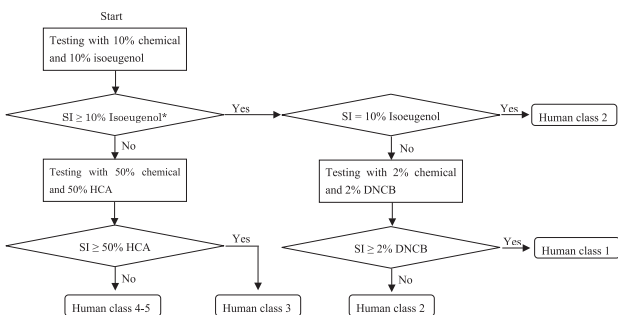 Start
Testing with 10% chemical
and 10% isoeugenol
SI ≥ 10% Isoeugenol*
Yes
SI = 10% Isoeugenol
Yes
Human class 2
No
No
Testing with 50% chemical
and 50% HCA
Testing with 2% chemical
and 2% DNCB
SI ≥ 50% HCA
Yes
SI ≥ 2% DNCB
Yes
Human class 1
No
No
Human class 4-5
Human class 3
Human class 2